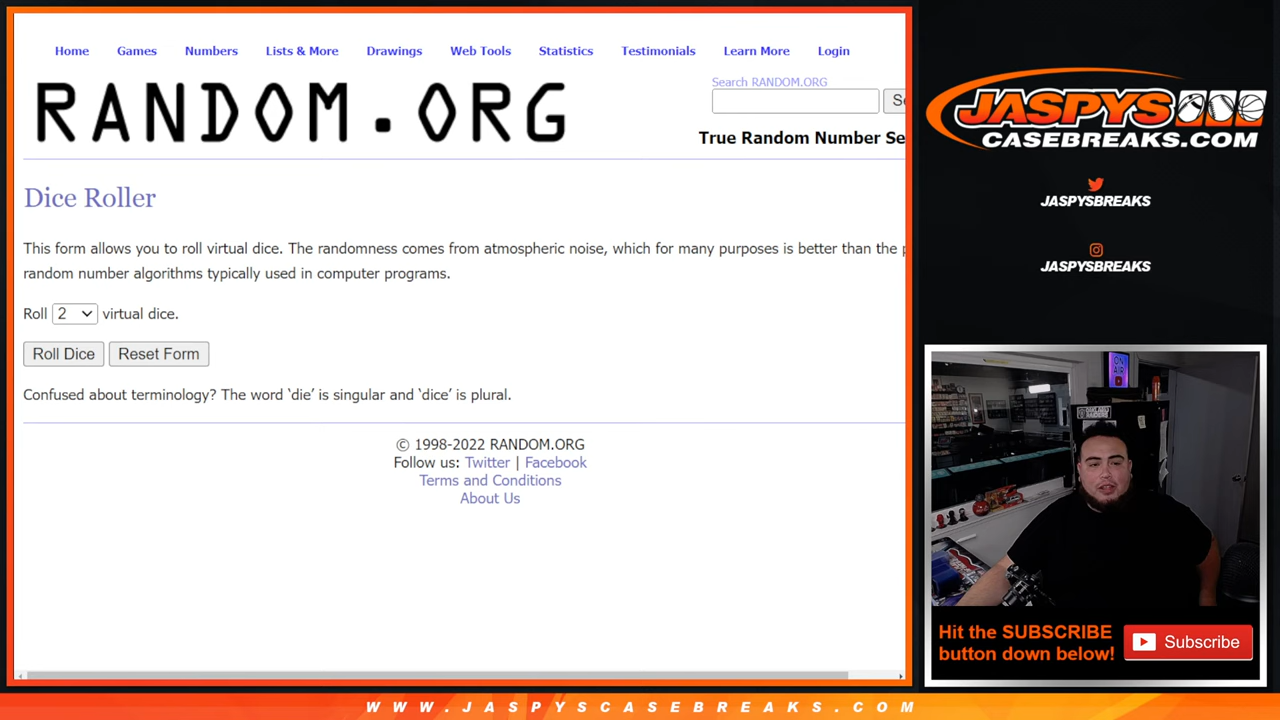 Home Games Numbers Lists & More Drawings Web Tools Statistics Testimonials Learn More Login
RANDOM.ORG
Search RANDOM.ORG
True Random Number Se
Dice Roller
This form allows you to roll virtual dice. The randomness comes from atmospheric noise, which for many purposes is better than the p
random number algorithms typically used in computer programs.
Roll 2 virtual dice.
Roll Dice Reset Form
Confused about terminology? The word ‘die’ is singular and ‘dice’ is plural.
© 1998-2022 RANDOM.ORG
Follow us: Twitter | Facebook
Terms and Conditions
About Us
JASPYS
CASEBREAKS.COM
JASPYSBREAKS
JASPYSBREAKS
ON
AIR
Hit the SUBSCRIBE
button down below!
Subscribe
WWW.JASPYSCASEBREAKS.COM